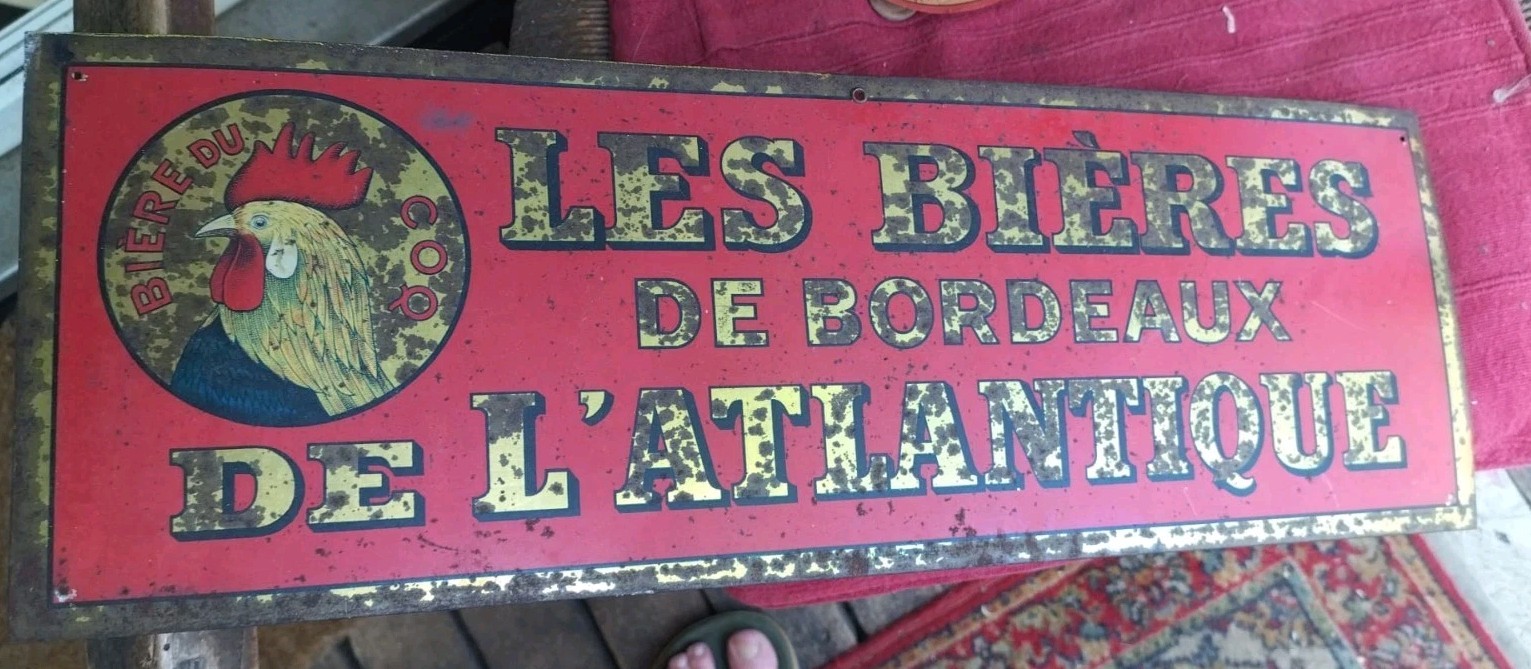 BIÈRE DU COQ
LES BIÈRES
DE BORDEAUX
DE L'ATLANTIQUE